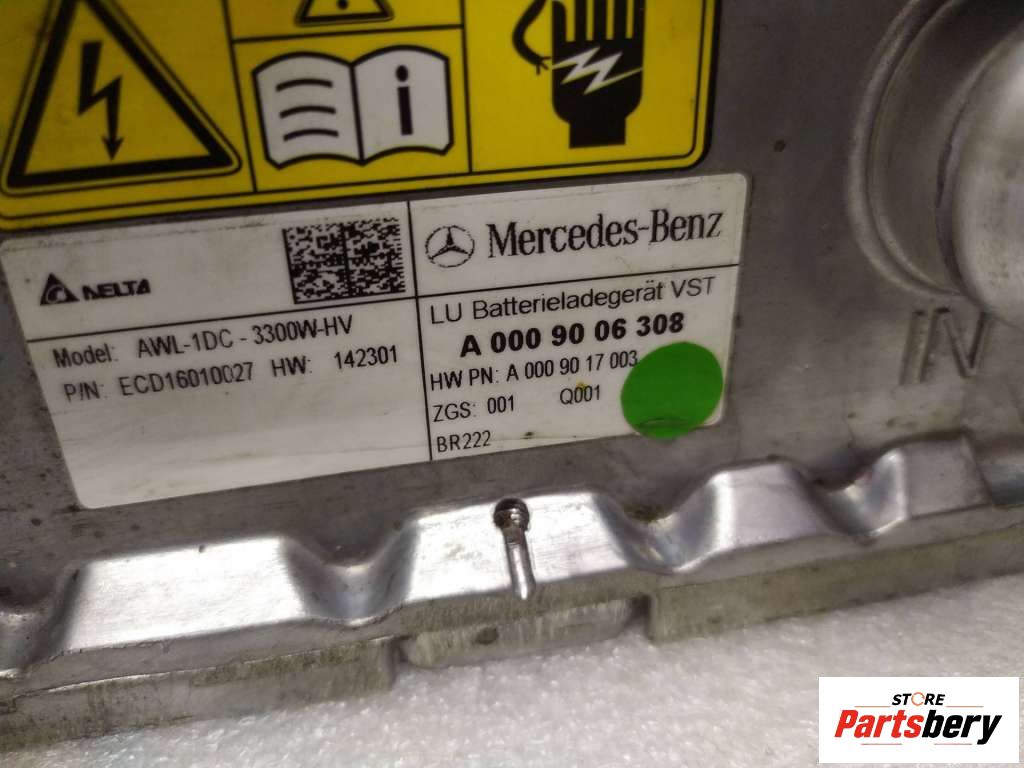 i
DELTA
Model: AWL-1DC - 3300W-HV
P/N: ECD16010027 HW: 142301
Mercedes-Benz
LU Batterieladegerät VST
A 000 90 06 308
HW PN: A 000 90 17 003
ZGS: 001 Q001
BR222
IN
STORE
Partsbery